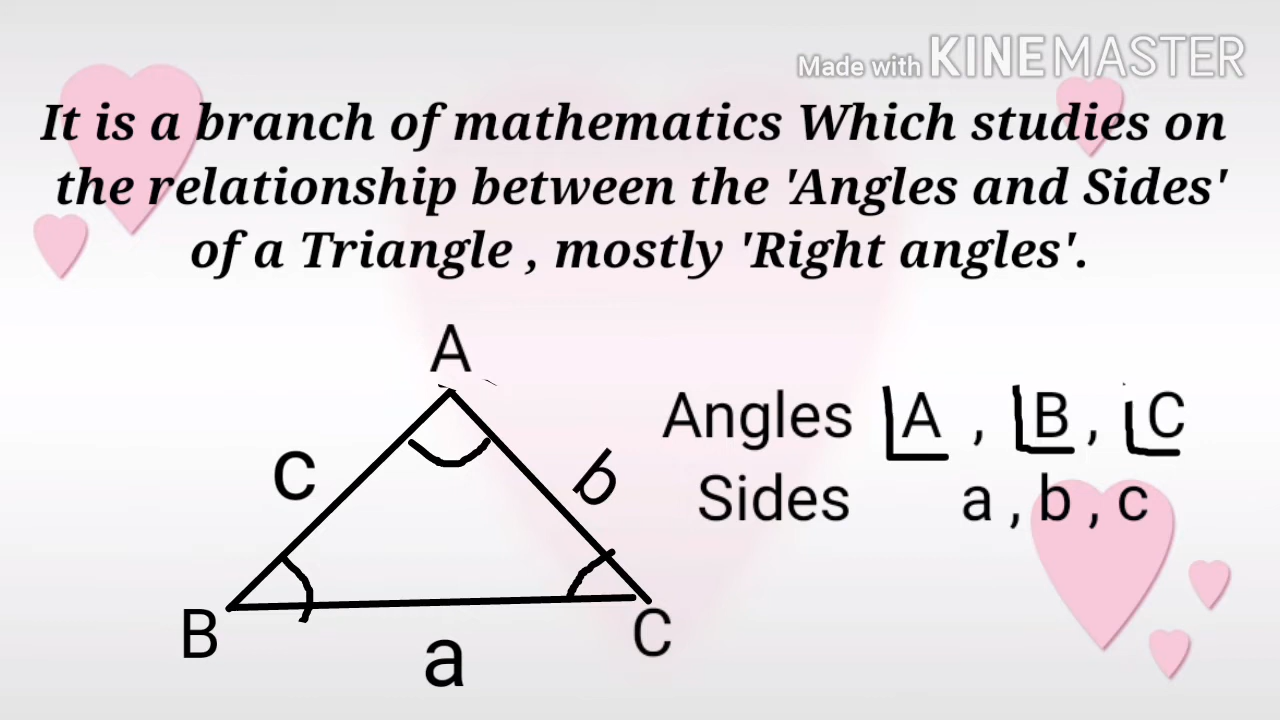 Made with KINEMASTER
It is a branch of mathematics Which studies on
the relationship between the 'Angles and Sides'
of a Triangle , mostly 'Right angles'.
A
c
b
B
a
C
Angles A , B , C
Sides a , b , c